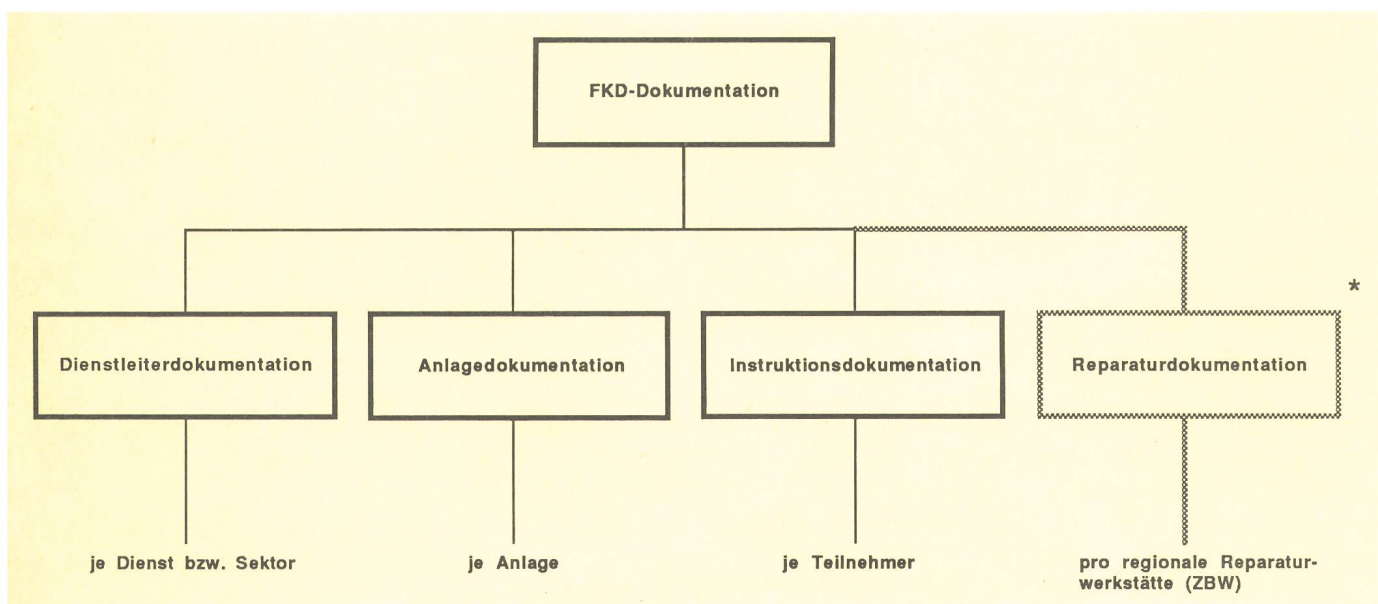 FKD-Dokumentation
*
Dienstleiterdokumentation
Anlagedokumentation
Instruktionsdokumentation
Reparaturdokumentation
je Dienst bzw. Sektor
je Anlage
je Teilnehmer
pro regionale Reparatur-
werkstätte (ZBW)